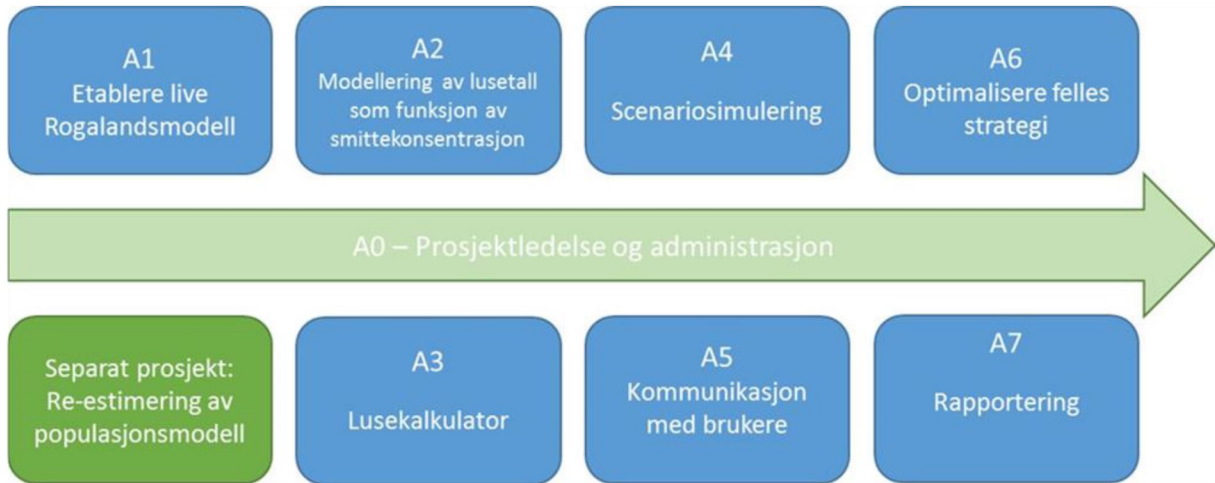 A1
Etablere live
Rogalandsmodell
A2
Modellering av lusetall
som funksjon av
smittekonsentrasjon
A4
Scenariosimulering
A6
Optimalisere felles
strategi
A0 – Prosjektledelse og administrasjon
Separat prosjekt:
Re-estimering av
populasjonsmodell
A3
Lusekalkulator
A5
Kommunikasjon
med brukere
A7
Rapportering